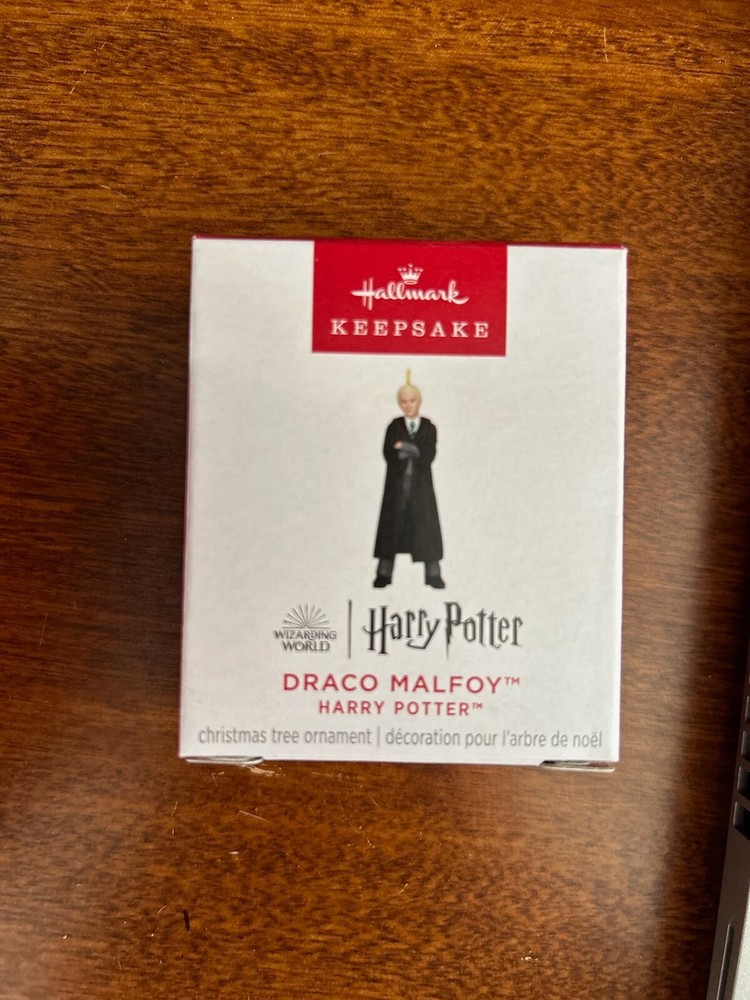 Hallmark
KEEPSAKE
WIZARDING
WORLD
Harry Potter
DRACO MALFOY™
HARRY POTTER™
christmas tree ornament | décoration pour l'arbre de noël